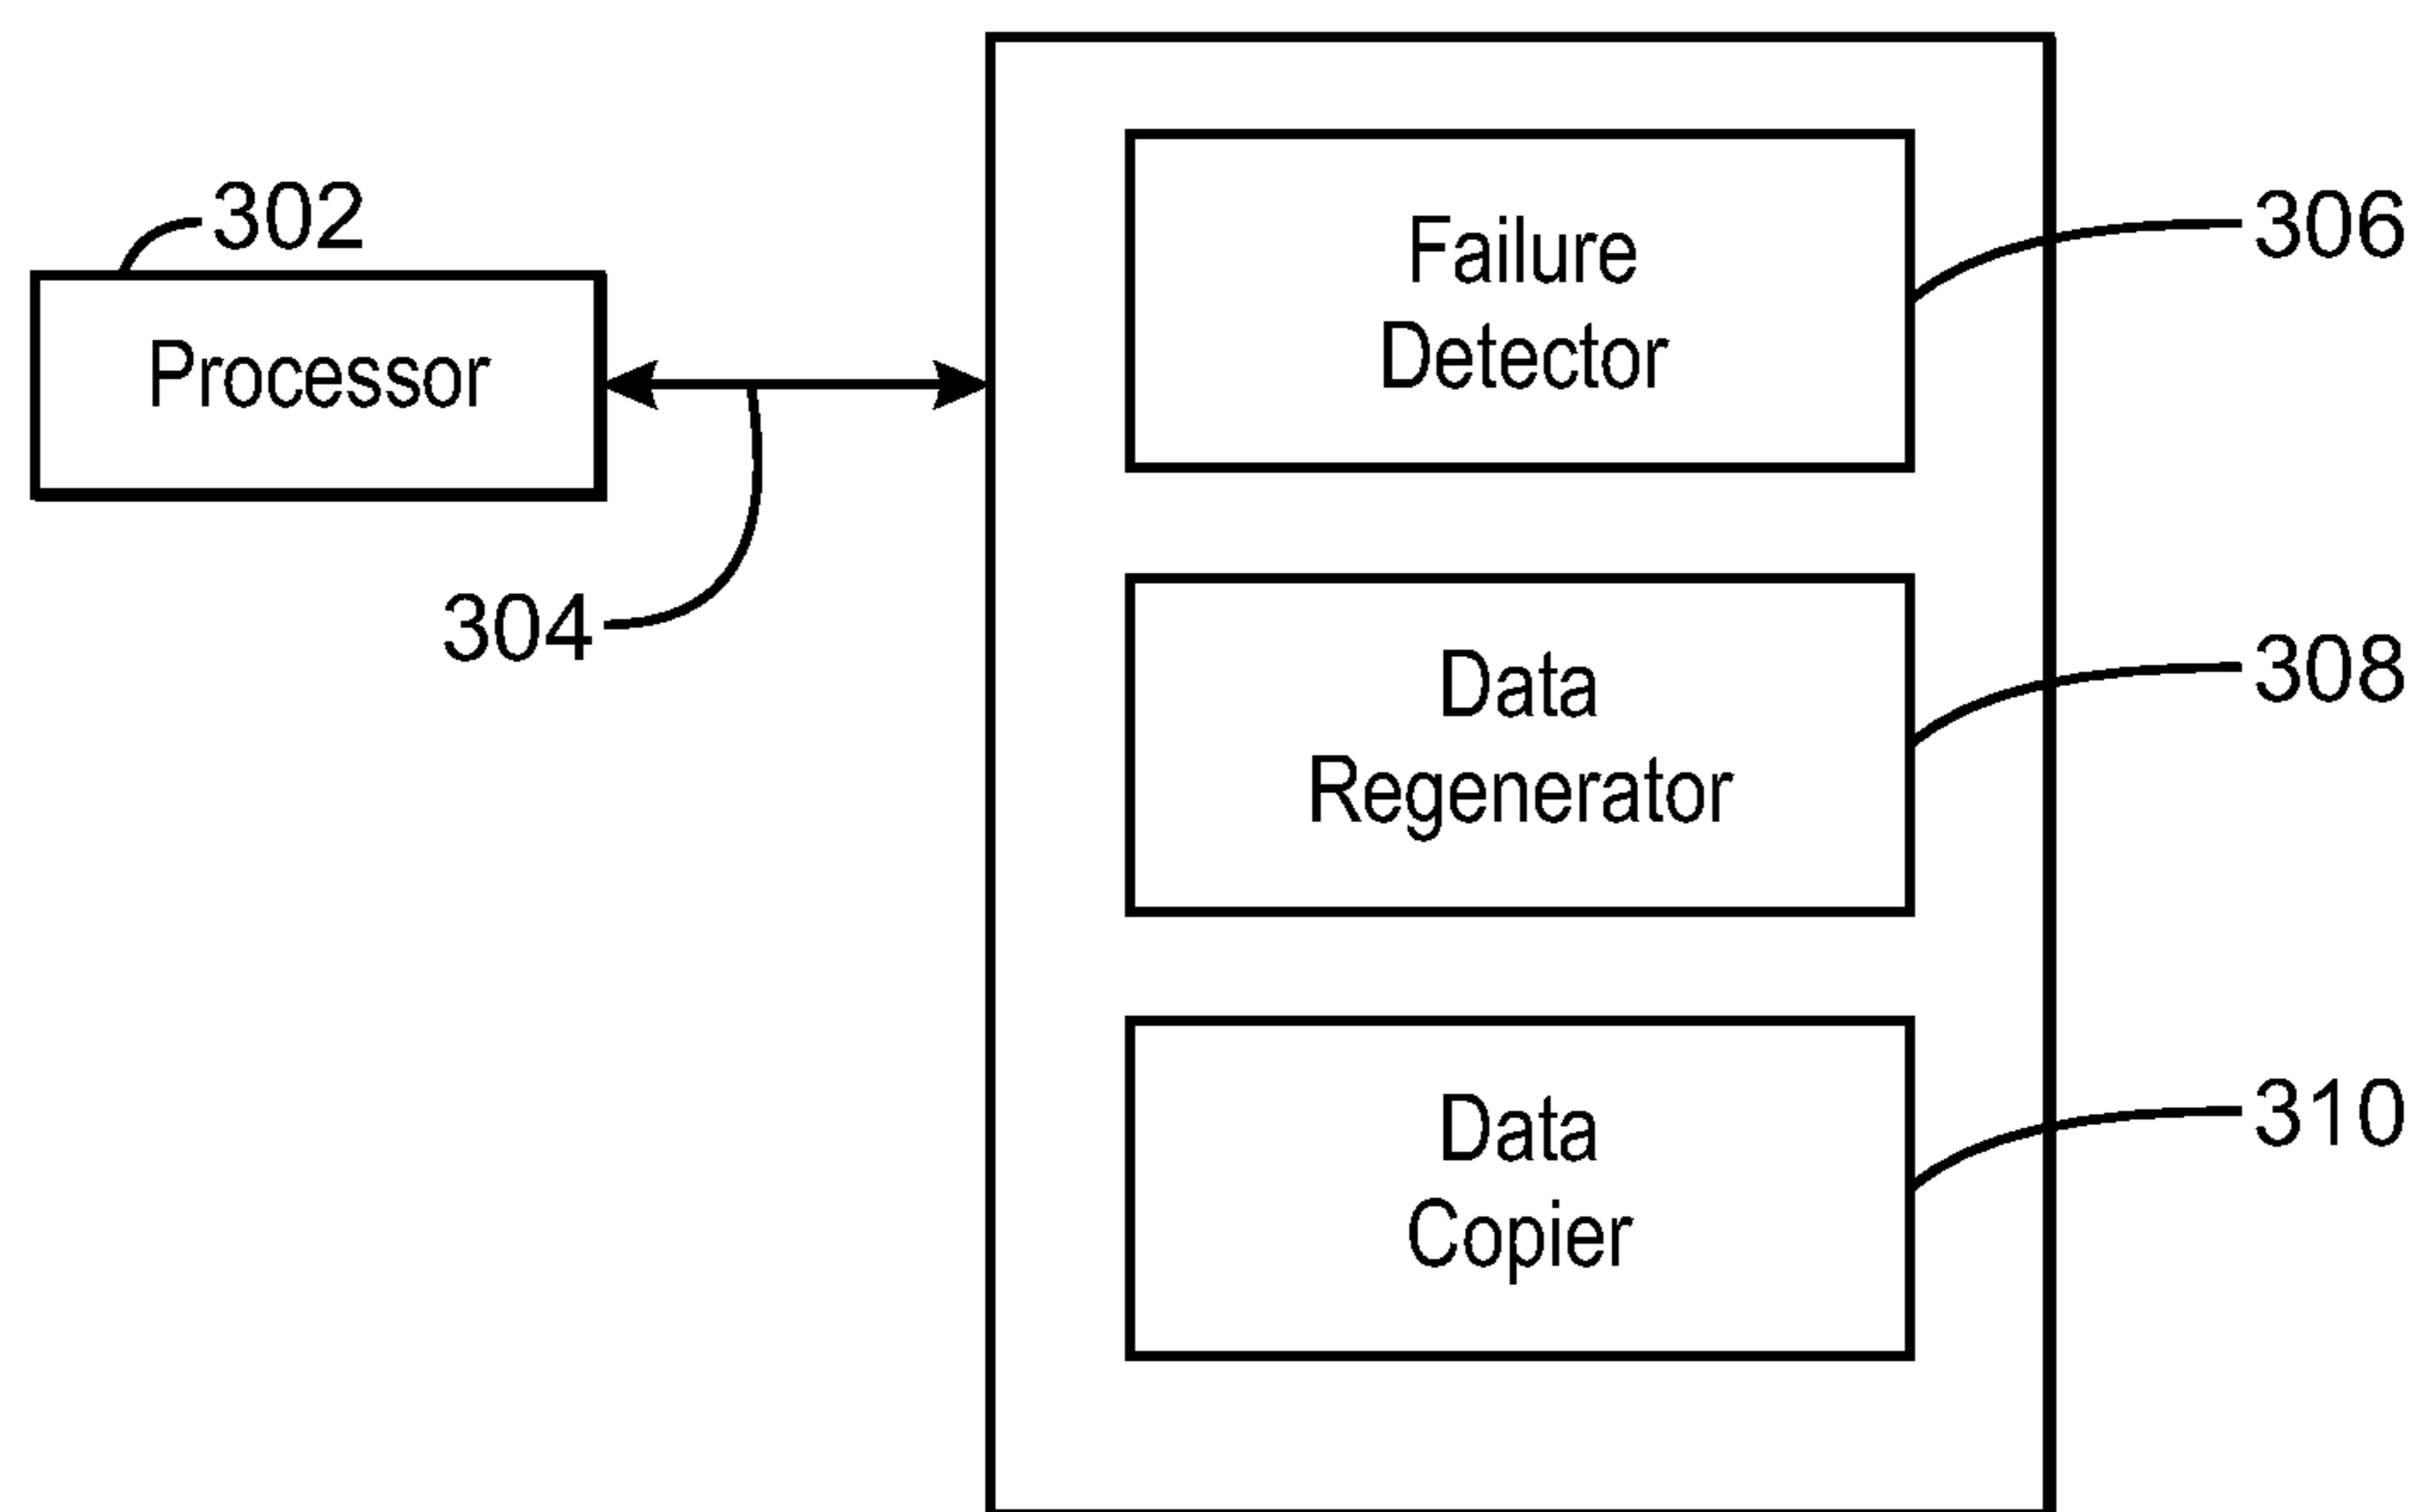 302
Processor
304
Failure
Detector
306
Data
Regenerator
308
Data
Copier
310